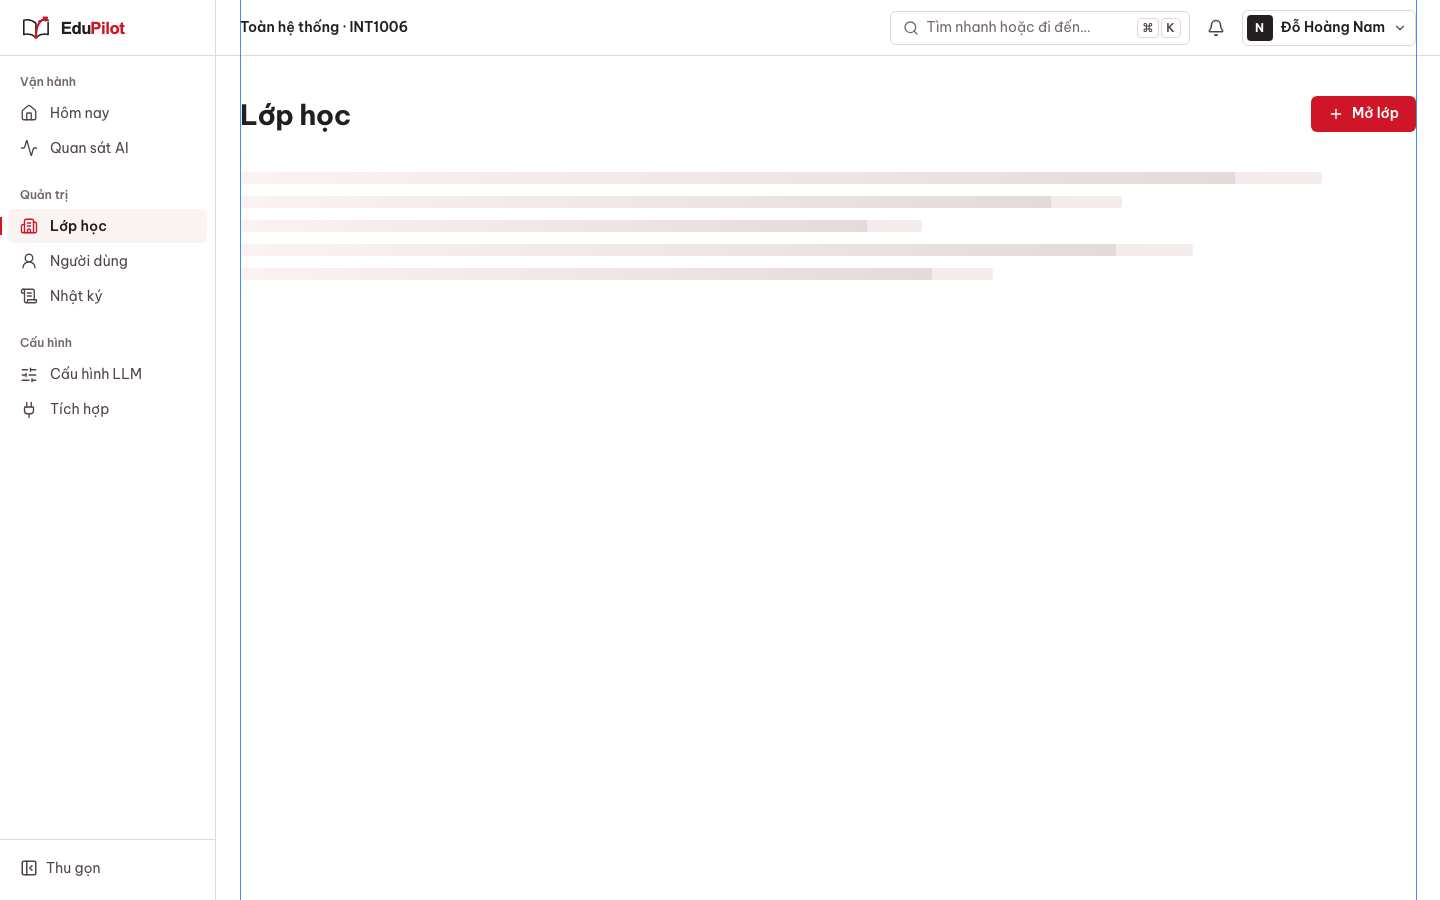 EduPilot
Toàn hệ thống · INT1006
Tìm nhanh hoặc đi đến...
⌘ K
N
Đỗ Hoàng Nam
Vận hành
Hôm nay
Quan sát AI
Quản trị
Lớp học
Người dùng
Nhật ký
Cấu hình
Cấu hình LLM
Tích hợp
Thu gọn
Lớp học
Mở lớp